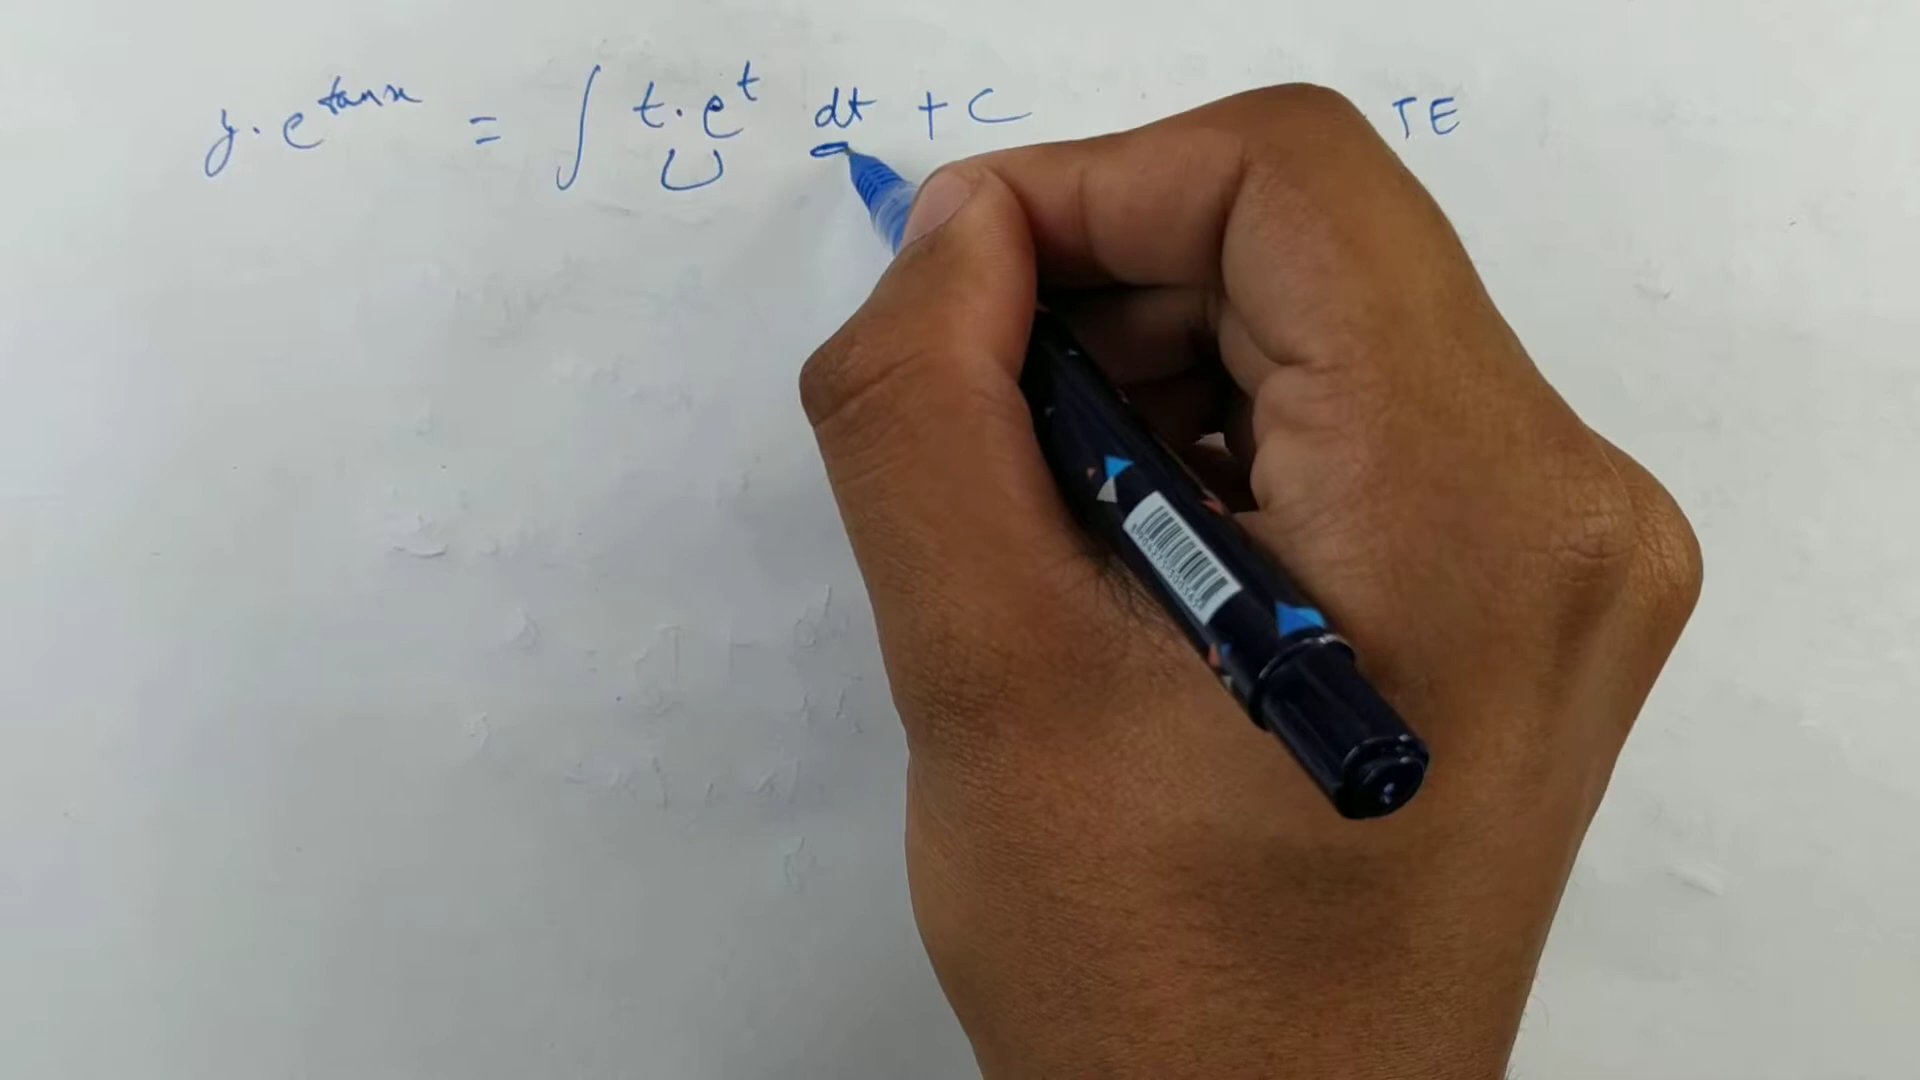 y. e^tanx = ∫ t. e^t dt + C
TE